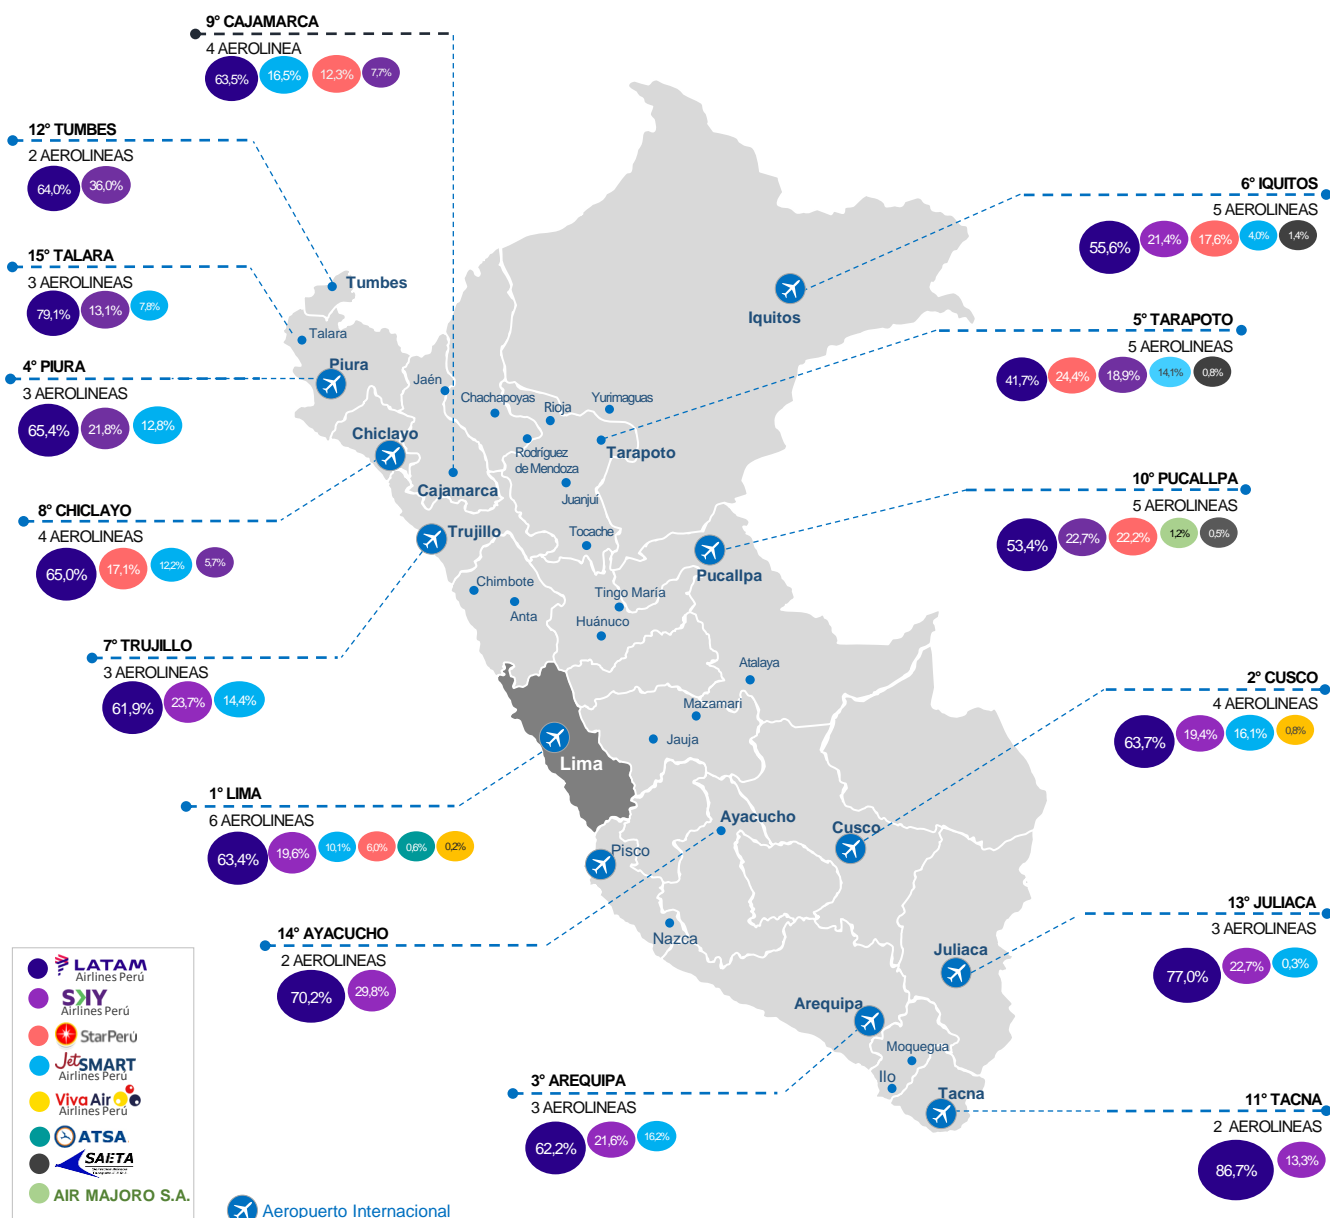 9° CAJAMARCA
4 AEROLINEA
63,5% 16,5% 12,3% 7,7%
12° TUMBES
2 AEROLINEAS
64,0% 36,0%
15° TALARA
3 AEROLINEAS
79,1% 13,1% 7,8%
4° PIURA
3 AEROLINEAS
65,4% 21,8% 12,8%
8° CHICLAYO
4 AEROLINEAS
65,0% 17,1% 12,2% 5,7%
7° TRUJILLO
3 AEROLINEAS
61,9% 23,7% 14,4%
1° LIMA
6 AEROLINEAS
63,4% 19,6% 10,1% 6,0% 0,6% 0,2%
14° AYACUCHO
2 AEROLINEAS
70,2% 29,8%
3° AREQUIPA
3 AEROLINEAS
62,2% 21,6% 16,2%
6° IQUITOS
5 AEROLINEAS
55,6% 21,4% 17,6% 4,0% 1,4%
5° TARAPOTO
5 AEROLINEAS
41,7% 24,4% 18,9% 14,1% 0,8%
10° PUCALLPA
5 AEROLINEAS
53,4% 22,7% 22,2% 1,2% 0,5%
2° CUSCO
4 AEROLINEAS
63,7% 19,4% 16,1% 0,8%
13° JULIACA
3 AEROLINEAS
77,0% 22,7% 0,3%
11° TACNA
2 AEROLINEAS
86,7% 13,3%
Tumbes
Talara
Piura
Jaén
Chachapoyas
Rioja
Yurimaguas
Iquitos
Chiclayo
Rodríguez
de Mendoza
Tarapoto
Cajamarca
Juanjuí
Trujillo
Tocache
Pucallpa
Chimbote
Anta
Tingo María
Huánuco
Atalaya
Mazamari
Jauja
Lima
Ayacucho
Cusco
Pisco
Nazca
Juliaca
Arequipa
Moquegua
Ilo
Tacna
LATAM
Airlines Perú
SKY
Airlines Perú
StarPerú
JetSMART
Airlines Perú
Viva Air
Airlines Perú
ATSA
SAETA
AIR MAJORO S.A.
Aeropuerto Internacional